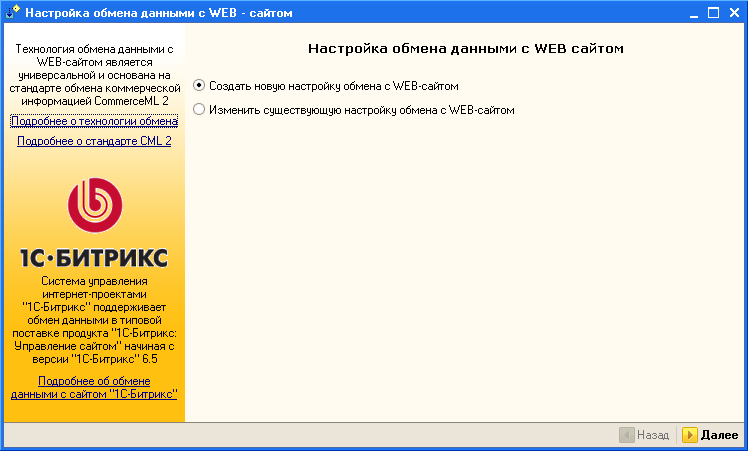 Настройка обмена данными с WEB - сайтом
Технология обмена данными с
WEB-сайтом является
универсальной и основана на
стандарте обмена коммерческой
информацией CommerceML 2
Подробнее о технологии обмена
Подробнее о стандарте CML 2
1С·БИТРИКС
Система управления
интернет-проектами
"1С-Битрикс" поддерживает
обмен данными в типовой
поставке продукта "1С-Битрикс:
Управление сайтом" начиная с
версии "1С-Битрикс" 6.5
Подробнее об обмене
данными с сайтом "1С-Битрикс"
Настройка обмена данными с WEB сайтом
Создать новую настройку обмена с WEB-сайтом
Изменить существующую настройку обмена с WEB-сайтом
Назад
Далее